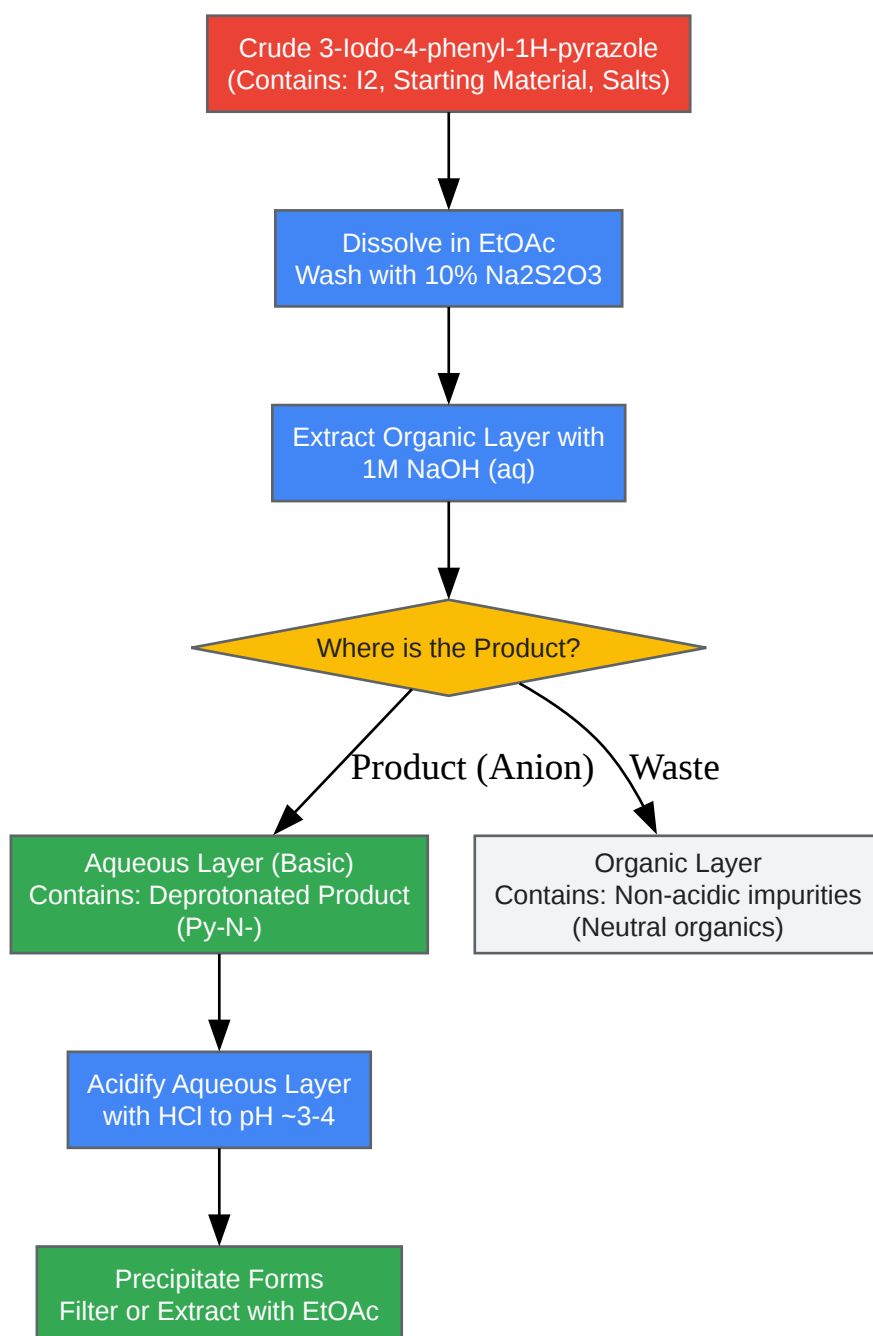 Crude 3-Iodo-4-phenyl-1H-pyrazole
(Contains: I2, Starting Material, Salts)
Dissolve in EtOAc
Wash with 10% Na2S2O3
Extract Organic Layer with
1M NaOH (aq)
Where is the Product?
Product (Anion)
Waste
Aqueous Layer (Basic)
Contains: Deprotonated Product
(Py-N-)
Organic Layer
Contains: Non-acidic impurities
(Neutral organics)
Acidify Aqueous Layer
with HCl to pH ~3-4
Precipitate Forms
Filter or Extract with EtOAc